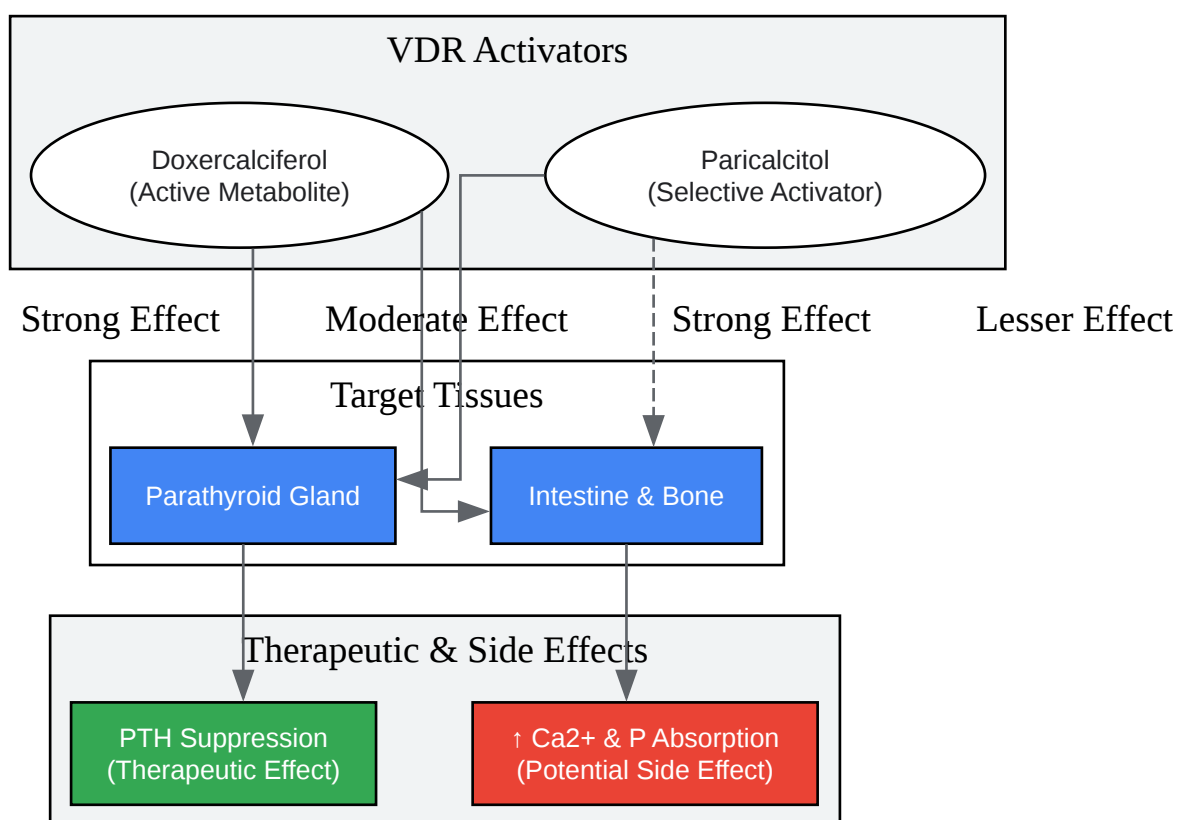 VDR Activators
Doxercalciferol
(Active Metabolite)
Paricalcitol
(Selective Activator)
Strong Effect
Moderate Effect
Strong Effect
Lesser Effect
Target Tissues
Parathyroid Gland
Intestine & Bone
Therapeutic & Side Effects
PTH Suppression
(Therapeutic Effect)
↑ Ca2+ & P Absorption
(Potential Side Effect)